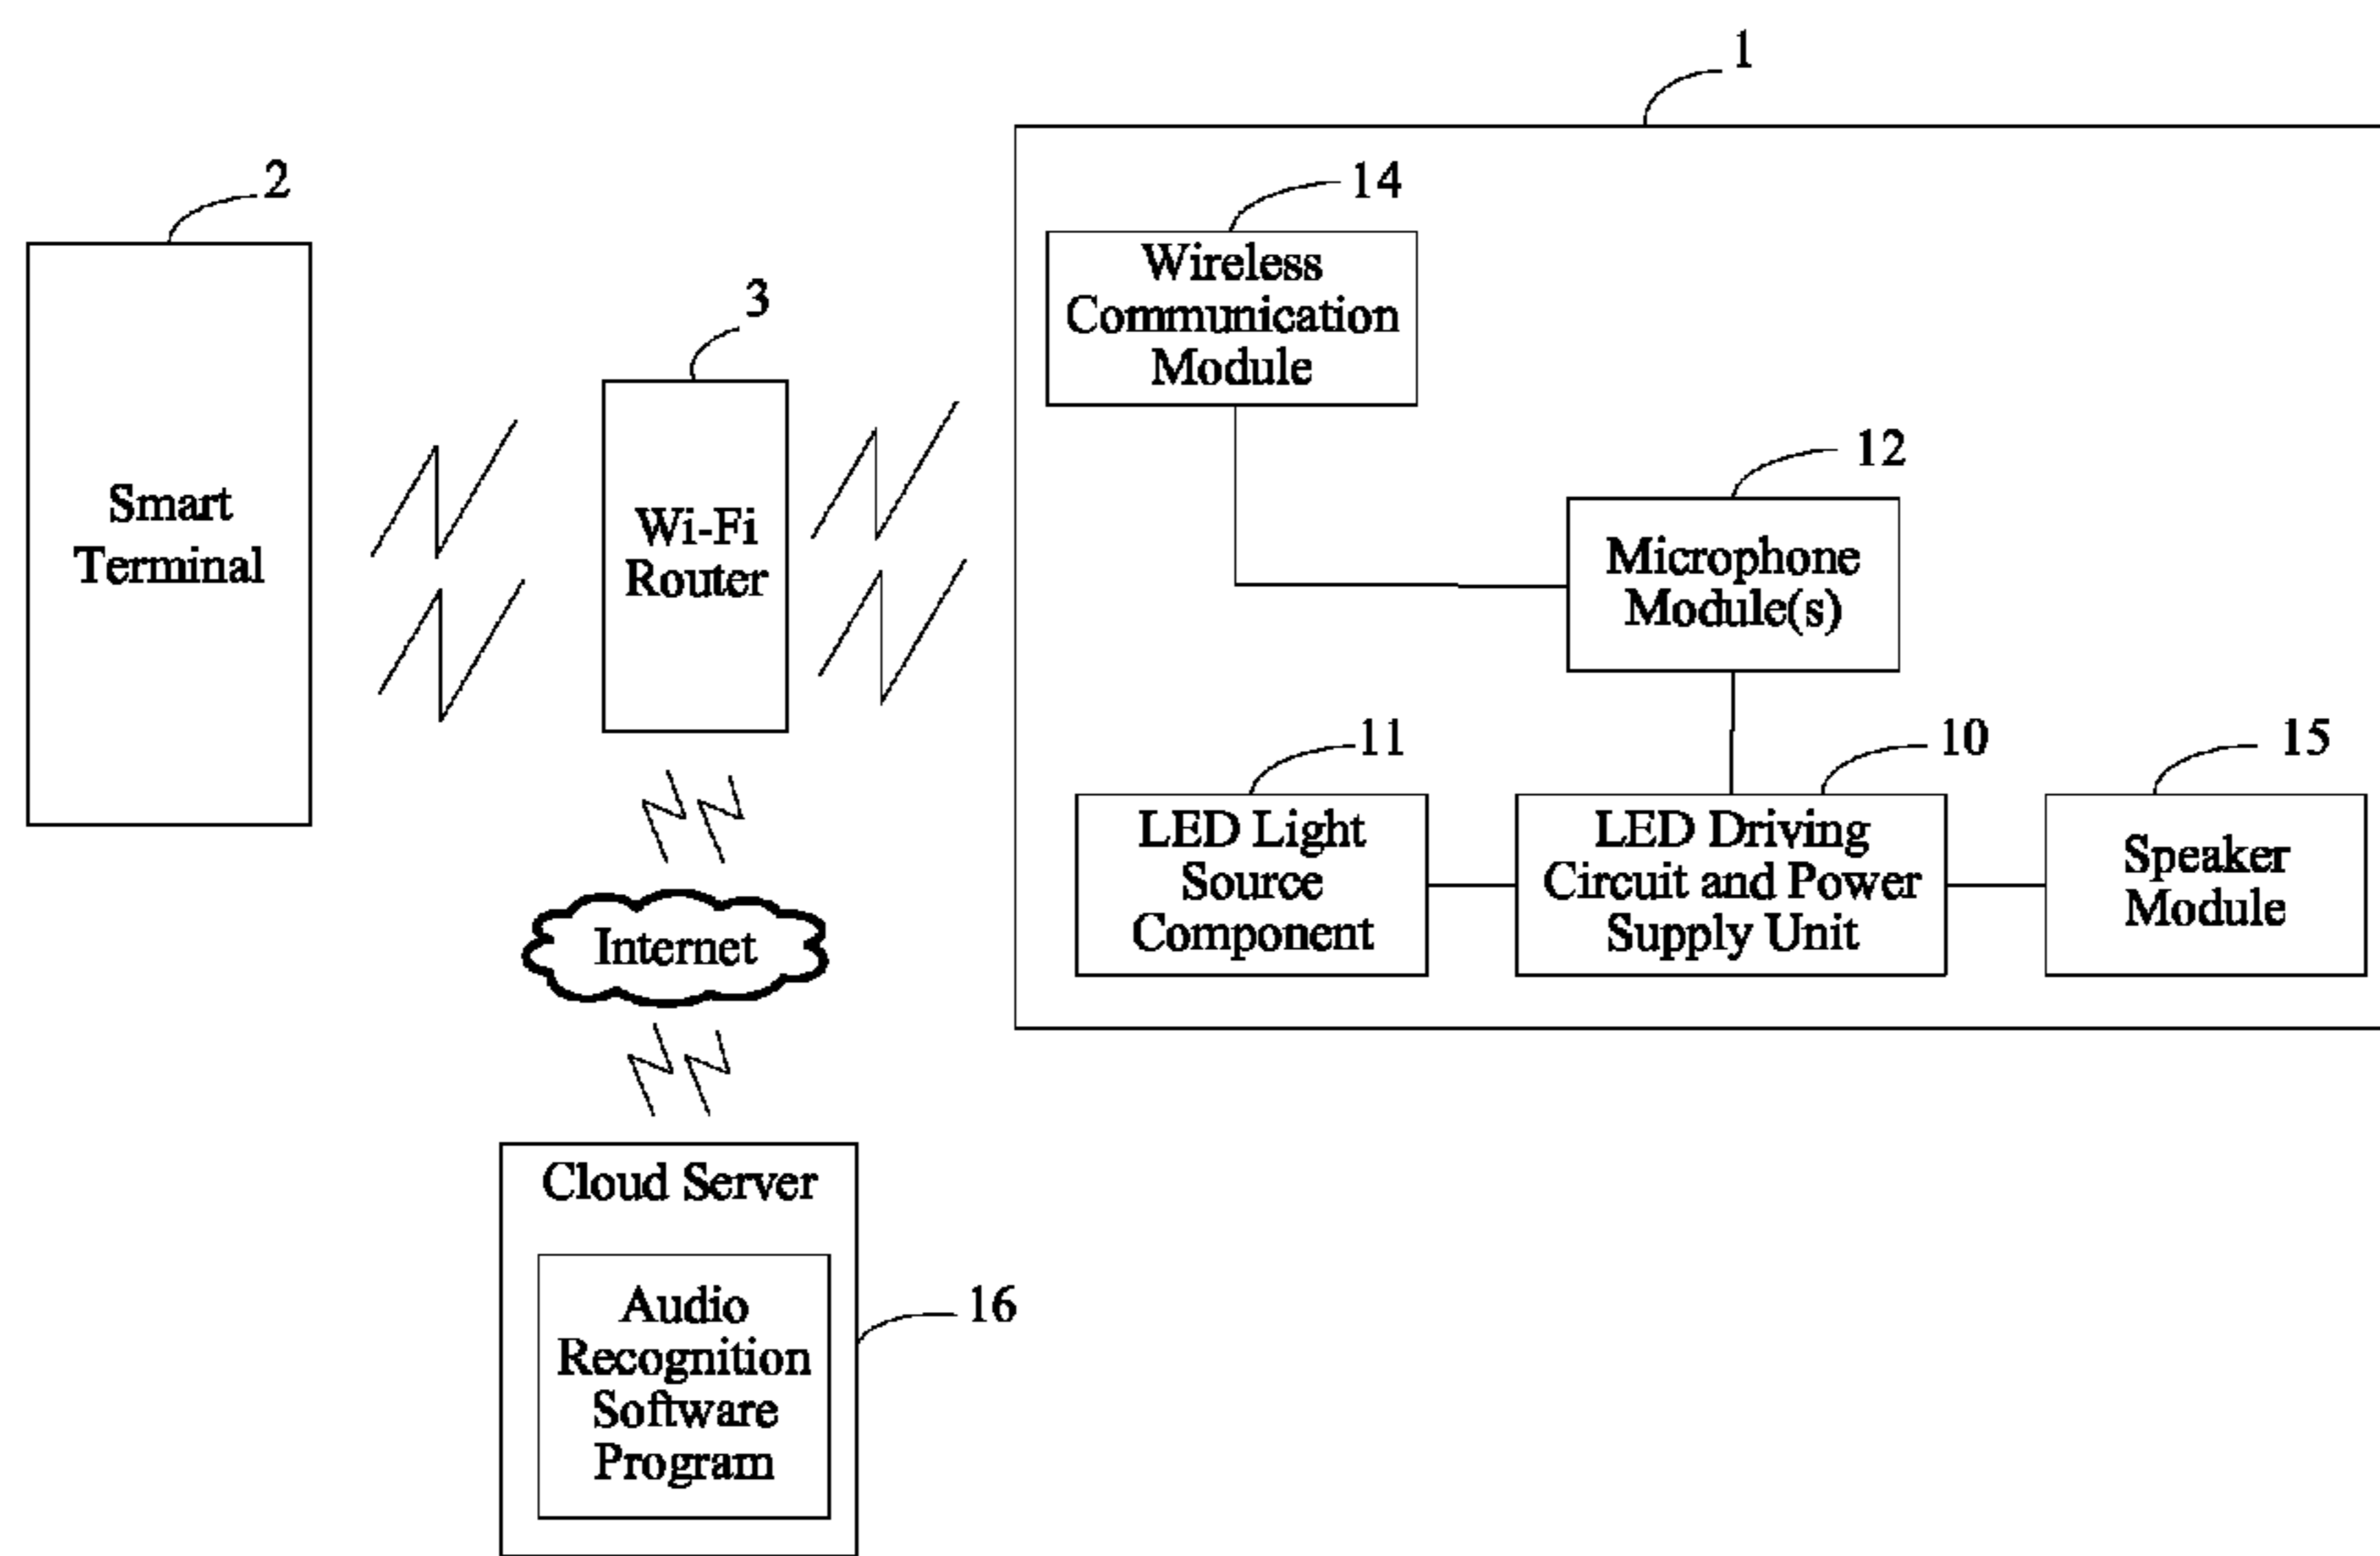 1
2
14
Wireless
Communication
Module
3
12
Smart
Terminal
Wi-Fi
Router
Microphone
Module(s)
11
10
15
LED Light
Source
Component
LED Driving
Circuit and Power
Supply Unit
Speaker
Module
Internet
Cloud Server
16
Audio
Recognition
Software
Program